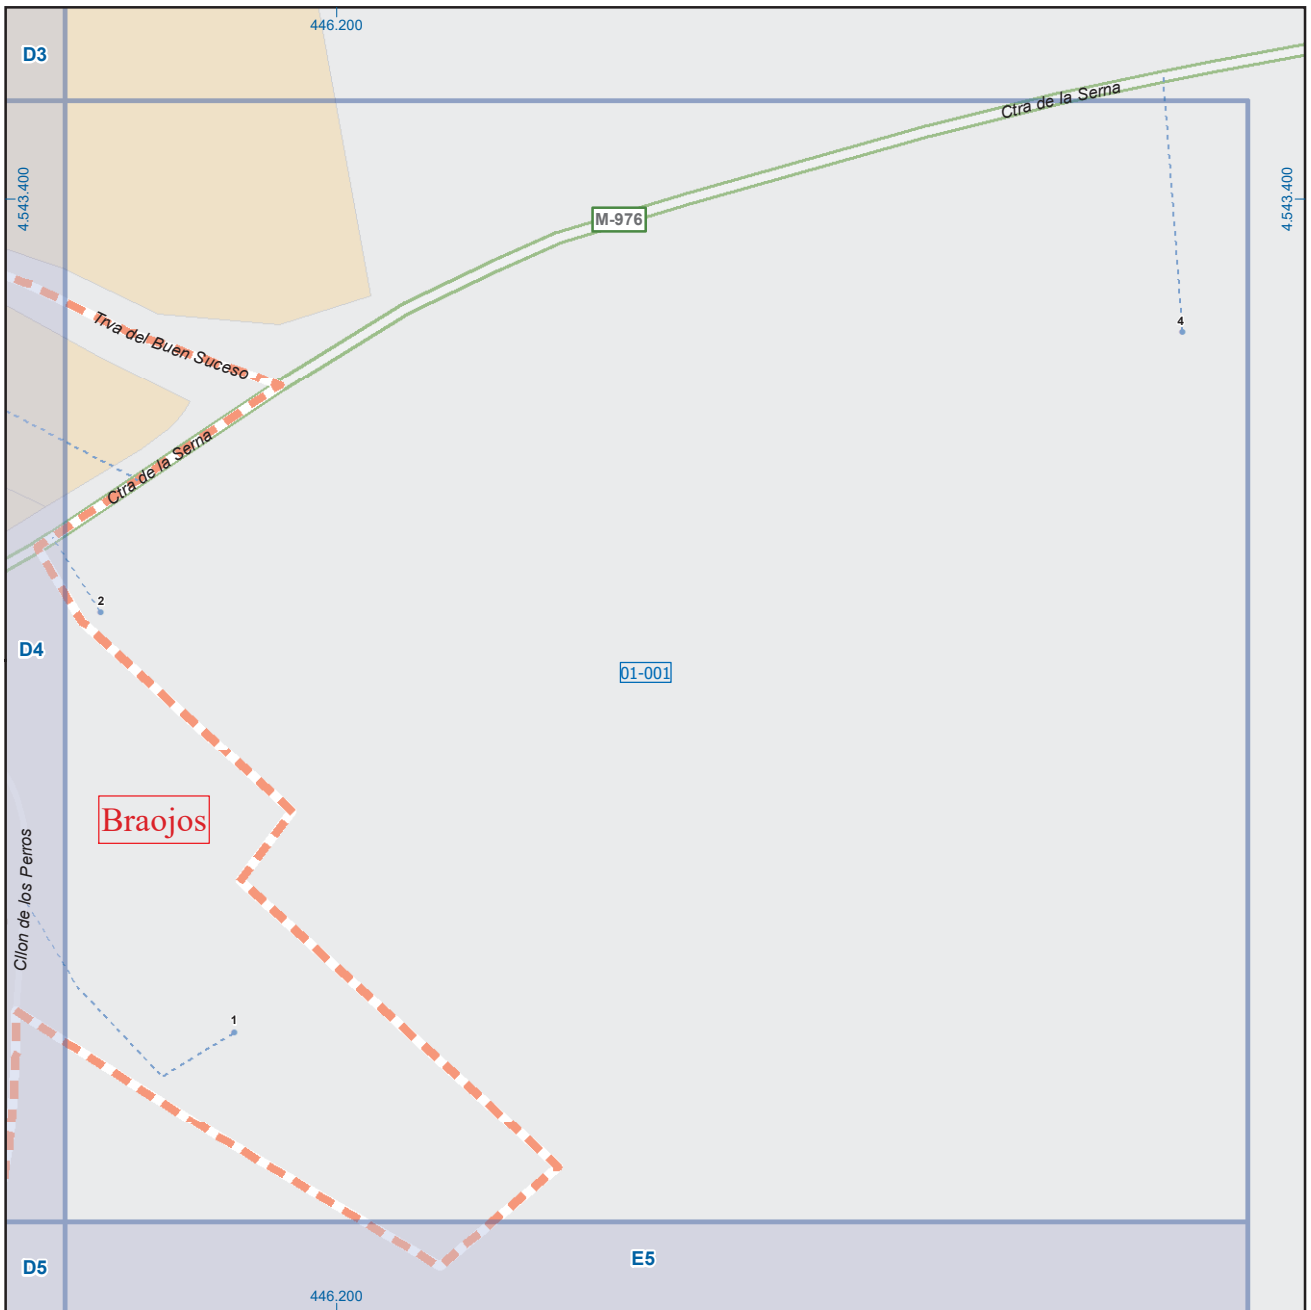 446.200
D3
Ctra de la Serna
4.543.400
4.543.400
M-976
Trva del Buen Suceso
4
Ctra de la Serna
2
D4
01-001
Braojos
Cllon de los Perros
1
E5
D5
446.200